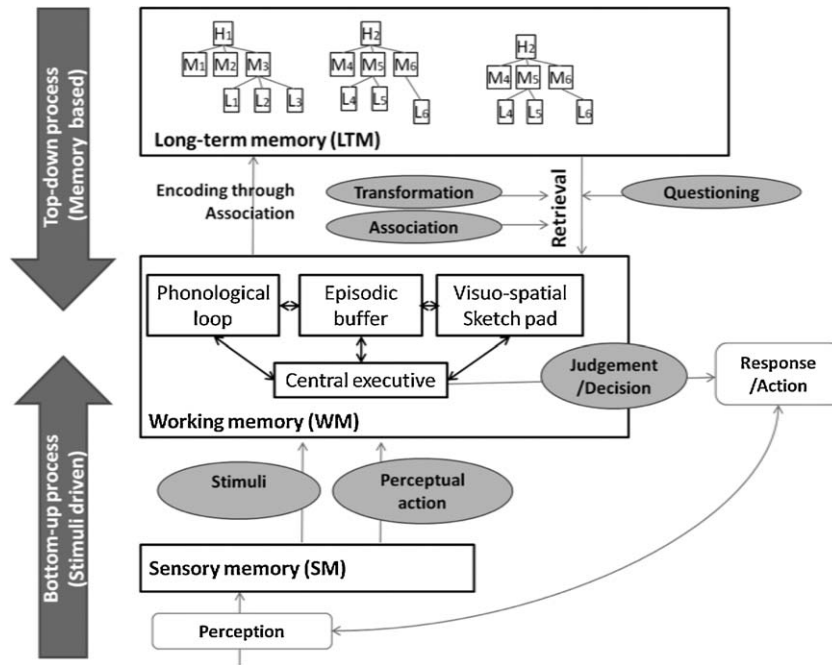 Top-down process
(Memory based)
H1
M1 M2 M3
L1 L2 L3
H2
M4 M5 M6
L4 L5
L6
H2
M4 M5 M6
L4 L5 L6
Long-term memory (LTM)
Encoding through
Association
Transformation
Association
Retrieval
Questioning
Phonological
loop
Episodic
buffer
Visuo-spatial
Sketch pad
Central executive
Judgement
/Decision
Response
/Action
Working memory (WM)
Bottom-up process
(Stimuli driven)
Stimuli
Perceptual
action
Sensory memory (SM)
Perception